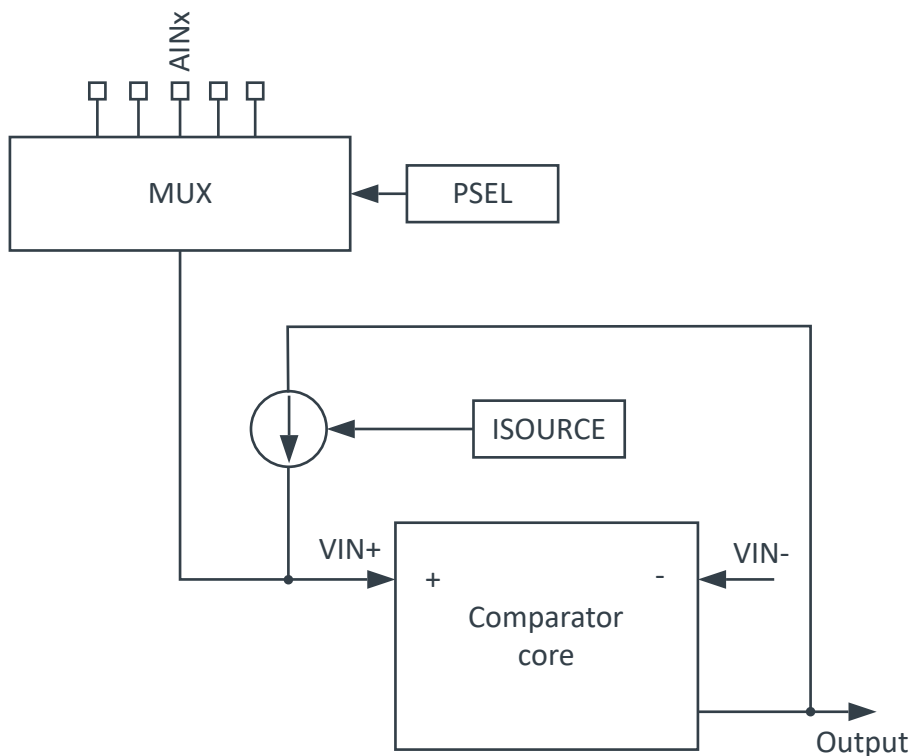 AINx
MUX
PSEL
ISOURCE
VIN+
VIN-
+
-
Comparator
core
Output